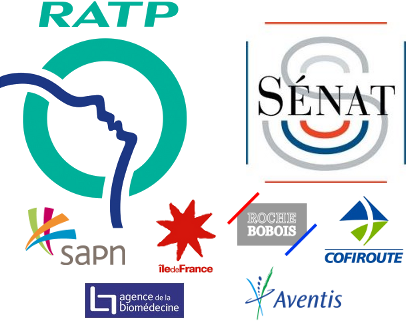 RATP
SÉNAT
sapn
îledeFrance
ROCHE
BOBOIS
COFIROUTE
agence de la
biomédecine
Aventis